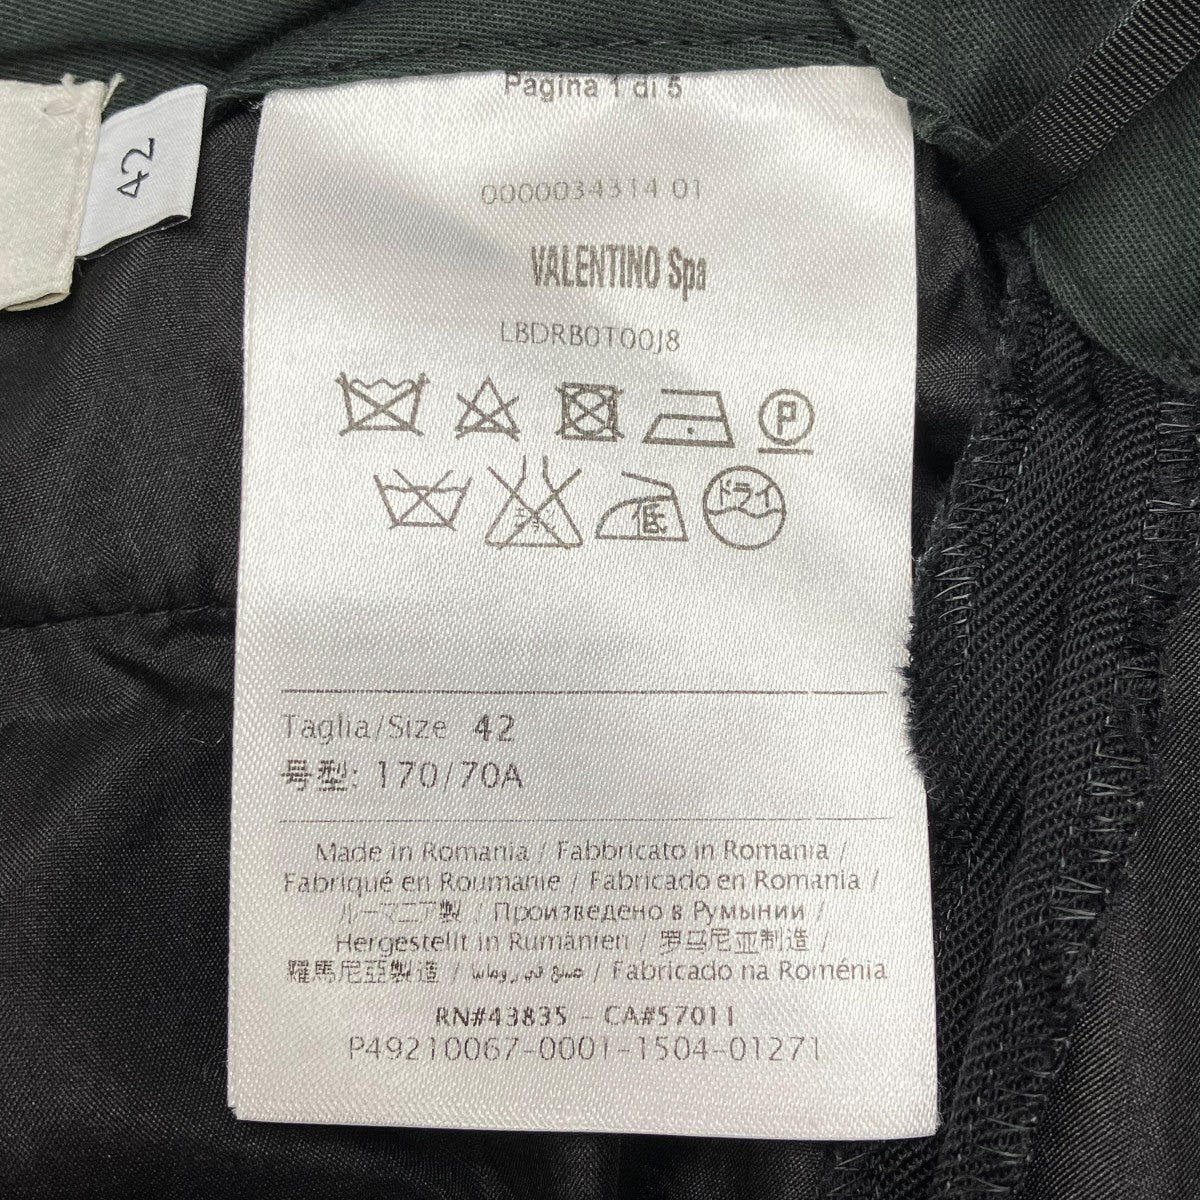 42
Pagina 1 di 5
0000034314 01
VALENTINO Spa
LBDRB0T00J8
P
低
ドライ
Taglia/Size 42
号型: 170/70A
Made in Romania / Fabbricato in Romania /
Fabriqué en Roumanie / Fabricado en Romania /
ルーマニア製 / Произведено в Румынии /
Hergestellt in Rumänien / 罗马尼亚制造 /
羅馬尼亞製造 / صنع في رومانيا / Fabricado na Roménia
RN#43835 - CA#57011
P49210067-0001-1504-01271